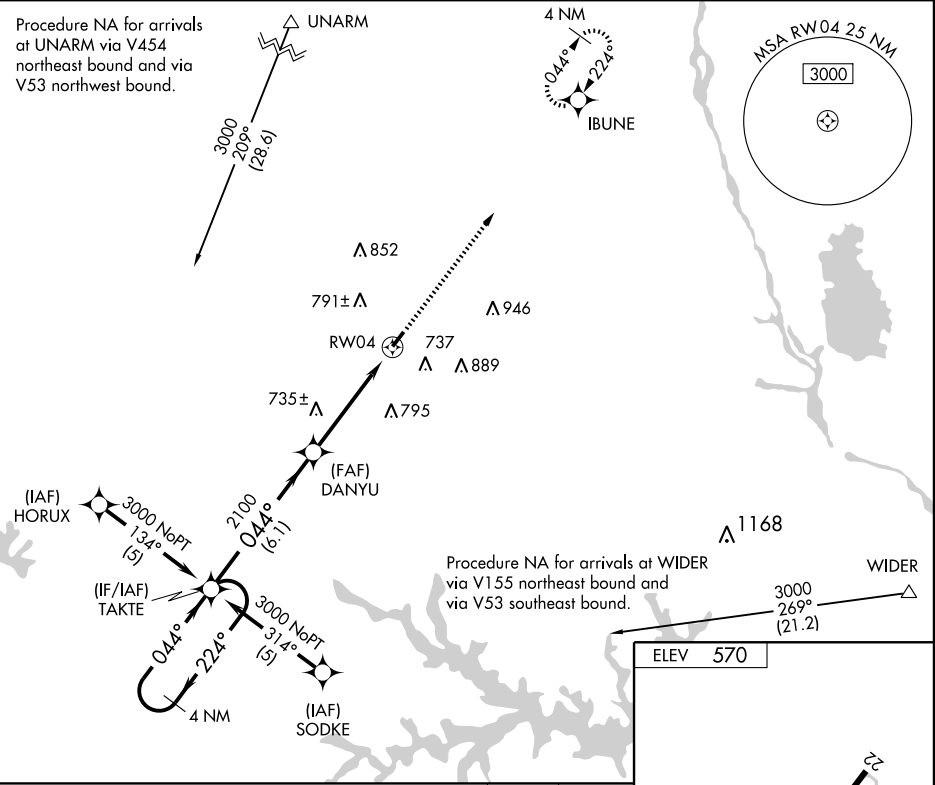 Procedure NA for arrivals
at UNARM via V454
northeast bound and via
V53 northwest bound.
UNARM
3000
209°
(28.6)
4 NM
044°
224°
IBUNE
MSA RW04 25 NM
3000
852
791±
946
RW04
737
889
735±
795
(FAF)
DANYU
2100
044°
(6.1)
(IAF)
HORUX
3000 NoPT
134°
(5)
(IF/IAF)
TAKTE
3000 NoPT
314°
(5)
044°
224°
4 NM
(IAF)
SODKE
1168
Procedure NA for arrivals at WIDER
via V155 northeast bound and
via V53 southeast bound.
WIDER
3000
269°
(21.2)
ELEV 570
22